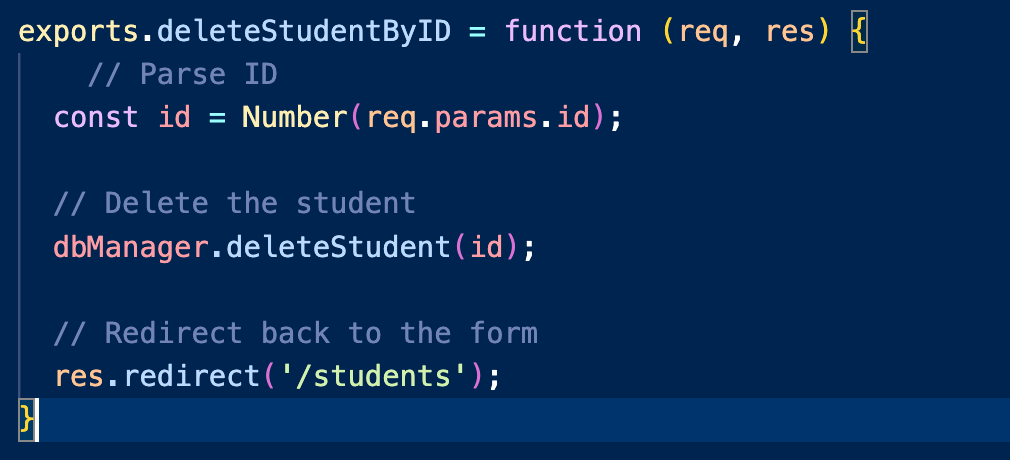 exports.deleteStudentByID = function (req, res) {
// Parse ID
const id = Number(req.params.id);
// Delete the student
dbManager.deleteStudent(id);
// Redirect back to the form
res.redirect('/students');
}